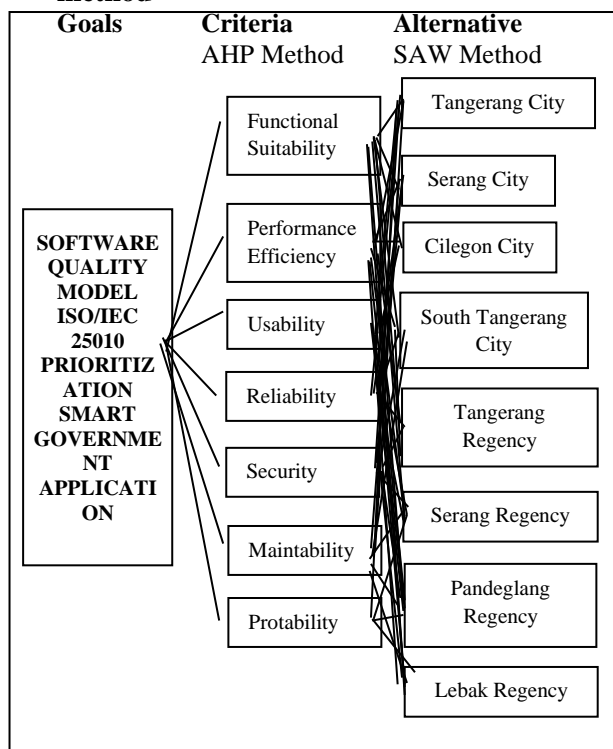 method
Goals
AHP Method
Criteria
SAW Method
Alternative
SOFTWARE
QUALITY
MODEL
ISO/IEC
25010
PRIORITIZ
ATION
SMART
GOVERNME
NT
APPLICATI
ON
Functional
Suitability
Performance
Efficiency
Usability
Reliability
Security
Maintability
Protability
Tangerang City
Serang City
Cilegon City
South Tangerang
City
Tangerang
Regency
Serang Regency
Pandeglang
Regency
Lebak Regency